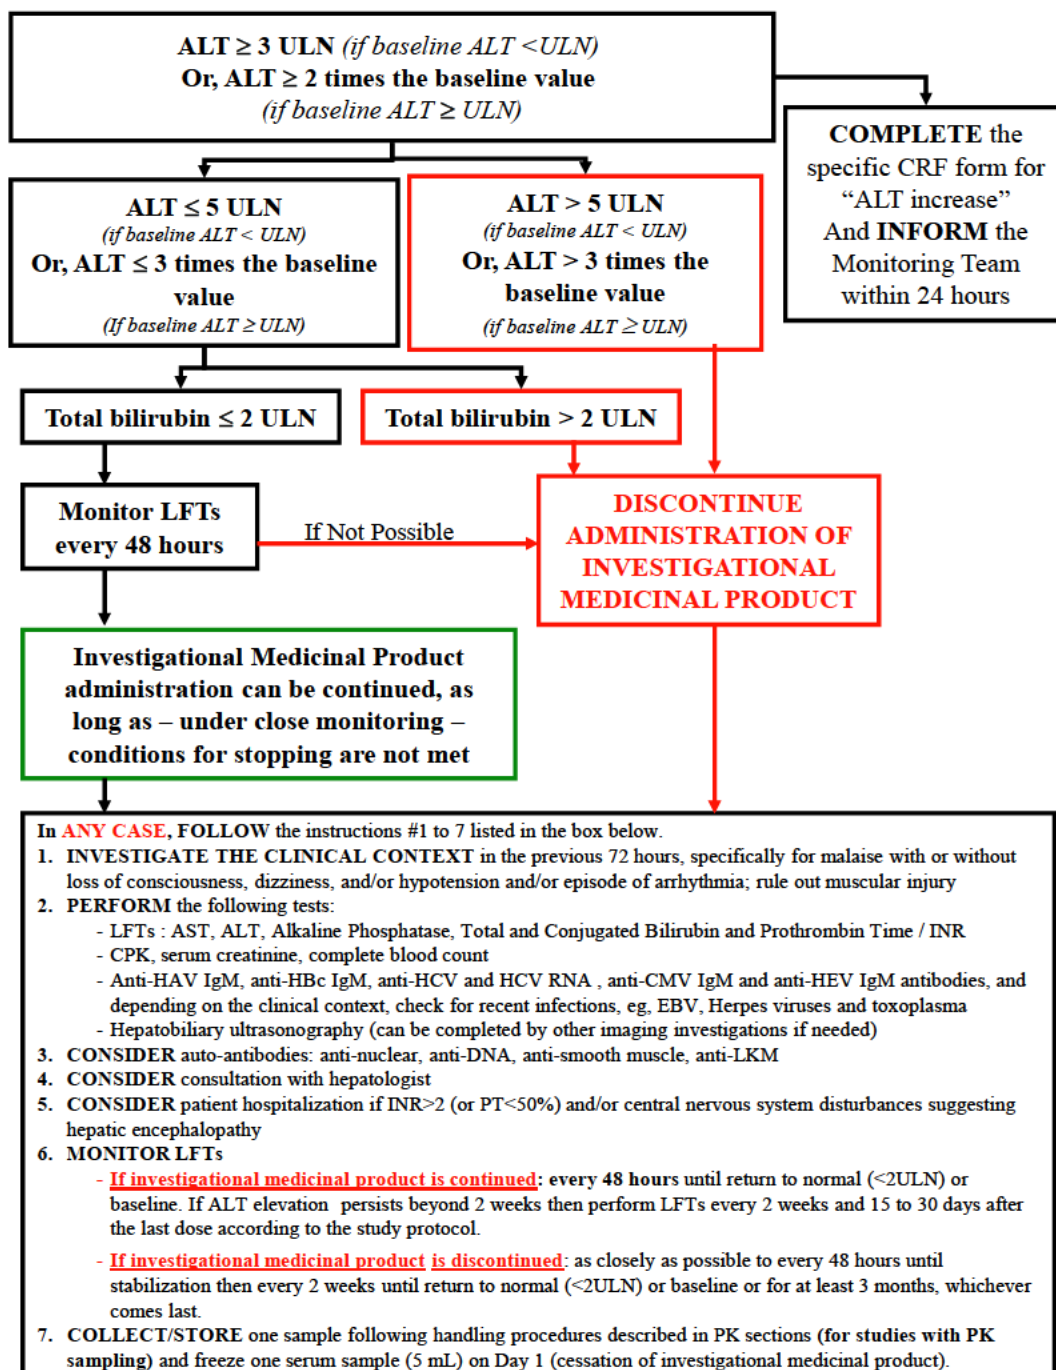 ALT ≥ 3 ULN (if baseline ALT <ULN)
Or, ALT ≥ 2 times the baseline value
(if baseline ALT ≥ ULN)
COMPLETE the
specific CRF form for
“ALT increase”
And INFORM the
Monitoring Team
within 24 hours
ALT ≤ 5 ULN
(if baseline ALT < ULN)
Or, ALT ≤ 3 times the baseline
value
(If baseline ALT ≥ ULN)
ALT > 5 ULN
(if baseline ALT < ULN)
Or, ALT > 3 times the
baseline value
(if baseline ALT ≥ ULN)
Total bilirubin ≤ 2 ULN
Total bilirubin > 2 ULN
Monitor LFTs
every 48 hours
If Not Possible
DISCONTINUE
ADMINISTRATION OF
INVESTIGATIONAL
MEDICINAL PRODUCT
Investigational Medicinal Product
administration can be continued, as
long as – under close monitoring –
conditions for stopping are not met
In ANY CASE, FOLLOW the instructions #1 to 7 listed in the box below.
1. INVESTIGATE THE CLINICAL CONTEXT in the previous 72 hours, specifically for malaise with or without
loss of consciousness, dizziness, and/or hypotension and/or episode of arrhythmia; rule out muscular injury
2. PERFORM the following tests:
- LFTs : AST, ALT, Alkaline Phosphatase, Total and Conjugated Bilirubin and Prothrombin Time / INR
- CPK, serum creatinine, complete blood count
- Anti-HAV IgM, anti-HBc IgM, anti-HCV and HCV RNA , anti-CMV IgM and anti-HEV IgM antibodies, and
depending on the clinical context, check for recent infections, eg, EBV, Herpes viruses and toxoplasma
- Hepatobiliary ultrasonography (can be completed by other imaging investigations if needed)
3. CONSIDER auto-antibodies: anti-nuclear, anti-DNA, anti-smooth muscle, anti-LKM
4. CONSIDER consultation with hepatologist
5. CONSIDER patient hospitalization if INR>2 (or PT<50%) and/or central nervous system disturbances suggesting
hepatic encephalopathy
6. MONITOR LFTs
- If investigational medicinal product is continued: every 48 hours until return to normal (<2ULN) or
baseline. If ALT elevation persists beyond 2 weeks then perform LFTs every 2 weeks and 15 to 30 days after
the last dose according to the study protocol.
- If investigational medicinal product is discontinued: as closely as possible to every 48 hours until
stabilization then every 2 weeks until return to normal (<2ULN) or baseline or for at least 3 months, whichever
comes last.
7. COLLECT/STORE one sample following handling procedures described in PK sections (for studies with PK
sampling) and freeze one serum sample (5 mL) on Day 1 (cessation of investigational medicinal product).